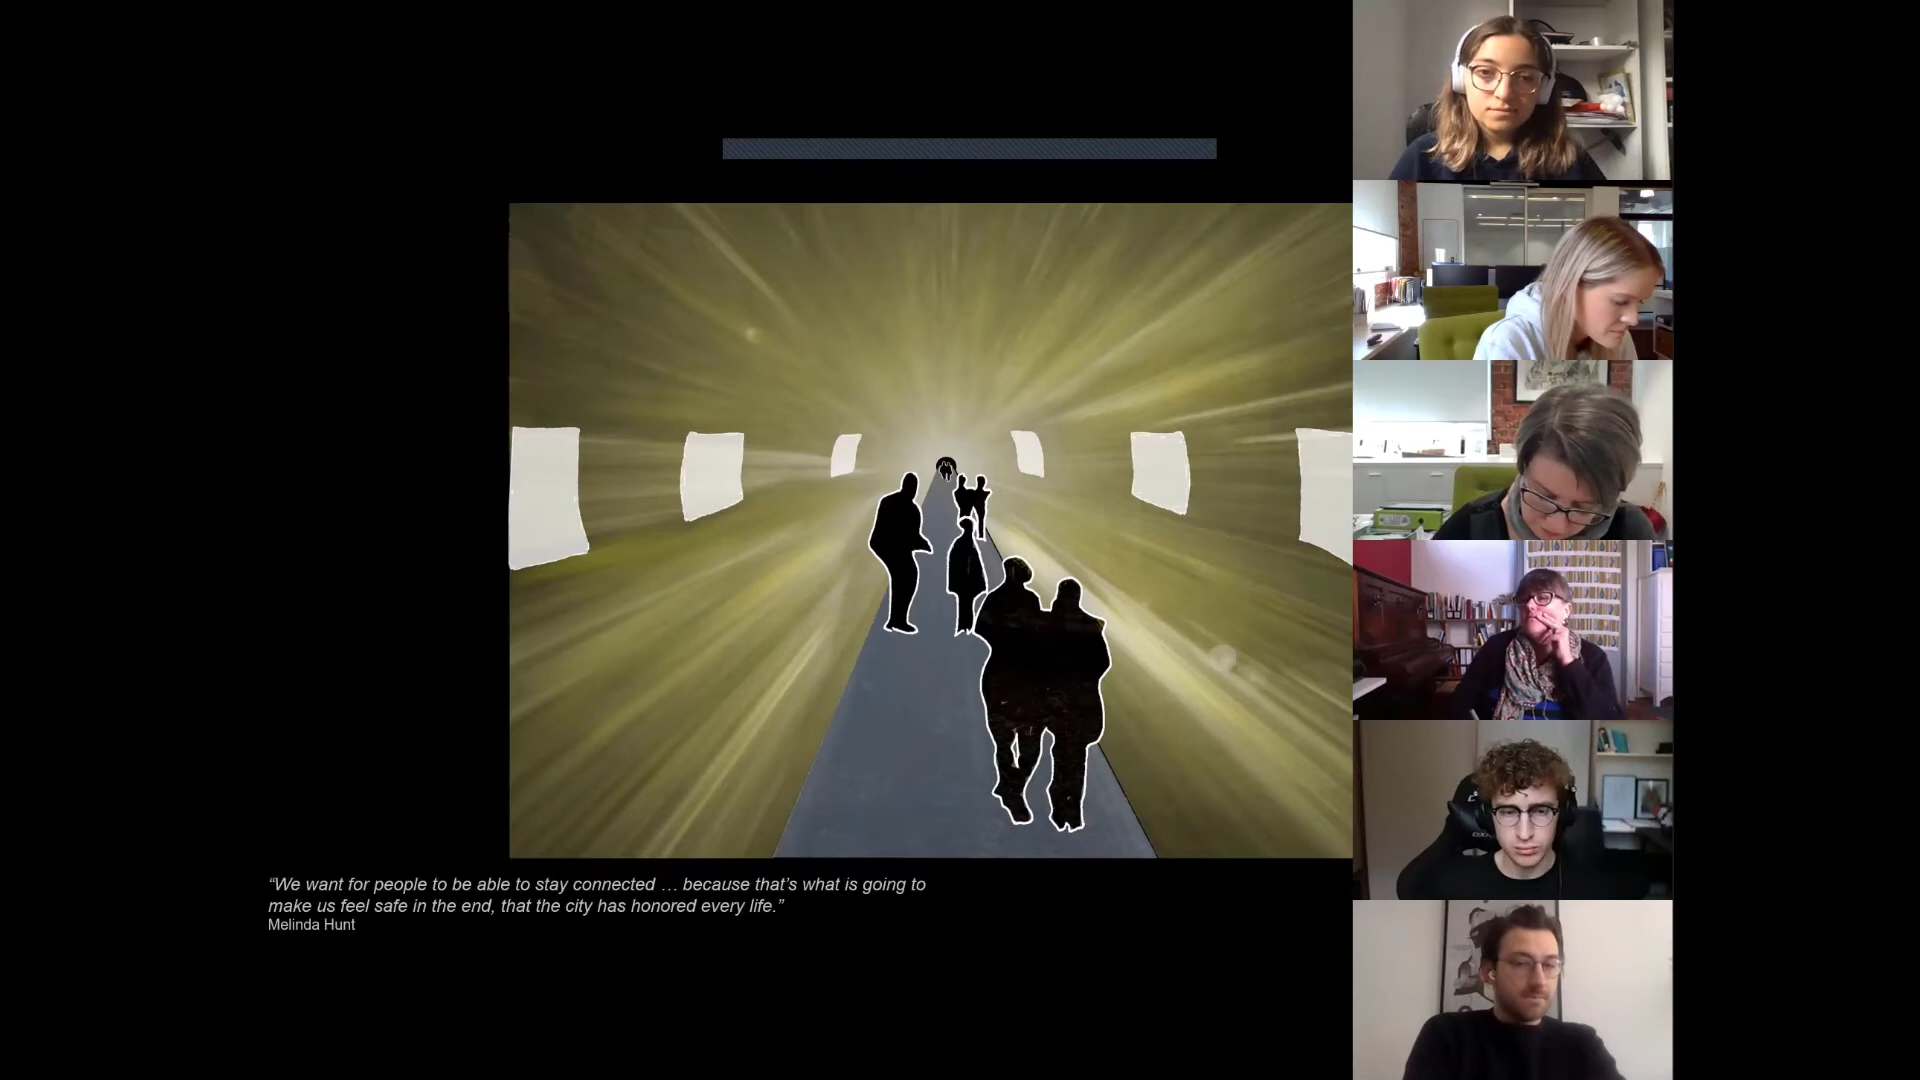 “We want for people to be able to stay connected … because that’s what is going to
make us feel safe in the end, that the city has honored every life.”
Melinda Hunt